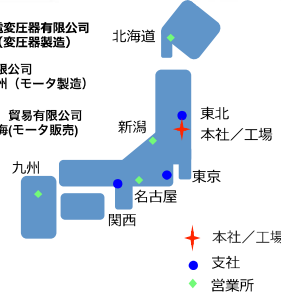 電変圧器有限公司
（変圧器製造）
限公司
州（モータ製造）
貿易有限公司
海(モータ販売)
北海道
東北
本社／工場
新潟
東京
九州
名古屋
関西
本社／工場
支社
営業所